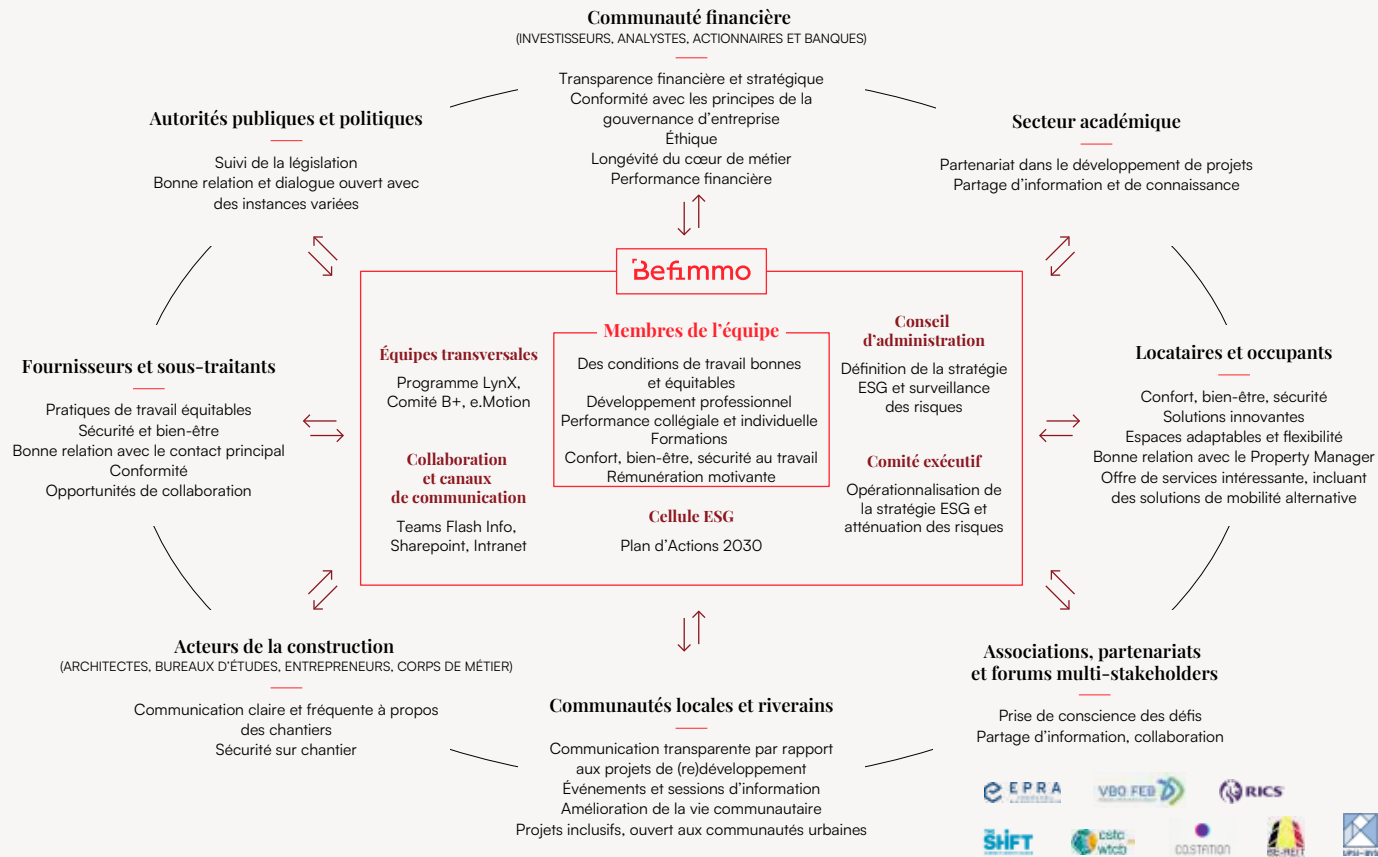 Communauté financière
(INVESTISSEURS, ANALYSTES, ACTIONNAIRES ET BANQUES)
Transparence financière et stratégique
Conformité avec les principes de la
gouvernance d'entreprise
Éthique
Longévité du cœur de métier
Performance financière
Autorités publiques et politiques
Suivi de la législation
Bonne relation et dialogue ouvert avec
des instances variées
Secteur académique
Partenariat dans le développement de projets
Partage d'information et de connaissance
Befimmo
Fournisseurs et sous-traitants
Pratiques de travail équitables
Sécurité et bien-être
Bonne relation avec le contact principal
Conformité
Opportunités de collaboration
Équipes transversales
Programme LynX,
Comité B+, e.Motion
Collaboration
et canaux
de communication
Teams Flash Info,
Sharepoint, Intranet
Membres de l'équipe
Des conditions de travail bonnes
et équitables
Développement professionnel
Performance collégiale et individuelle
Formations
Confort, bien-être, sécurité au travail
Rémunération motivante
Cellule ESG
Plan d'Actions 2030
Conseil
d'administration
Définition de la stratégie
ESG et surveillance
des risques
Comité exécutif
Opérationnalisation de
la stratégie ESG et
atténuation des risques
Locataires et occupants
Confort, bien-être, sécurité
Solutions innovantes
Espaces adaptables et flexibilité
Bonne relation avec le Property Manager
Offre de services intéressante, incluant
des solutions de mobilité alternative
Acteurs de la construction
(ARCHITECTES, BUREAUX D'ÉTUDES, ENTREPRENEURS, CORPS DE MÉTIER)
Communication claire et fréquente à propos
des chantiers
Sécurité sur chantier
Communautés locales et riverains
Communication transparente par rapport
aux projets de (re)développement
Événements et sessions d'information
Amélioration de la vie communautaire
Projets inclusifs, ouvert aux communautés urbaines
Associations, partenariats
et forums multi-stakeholders
Prise de conscience des défis
Partage d'information, collaboration
EPRA
VBO FEB
RICS
THE SHIFT
cstc
wtcb
CO.STATION
BE-REIT
UPSI-BVS